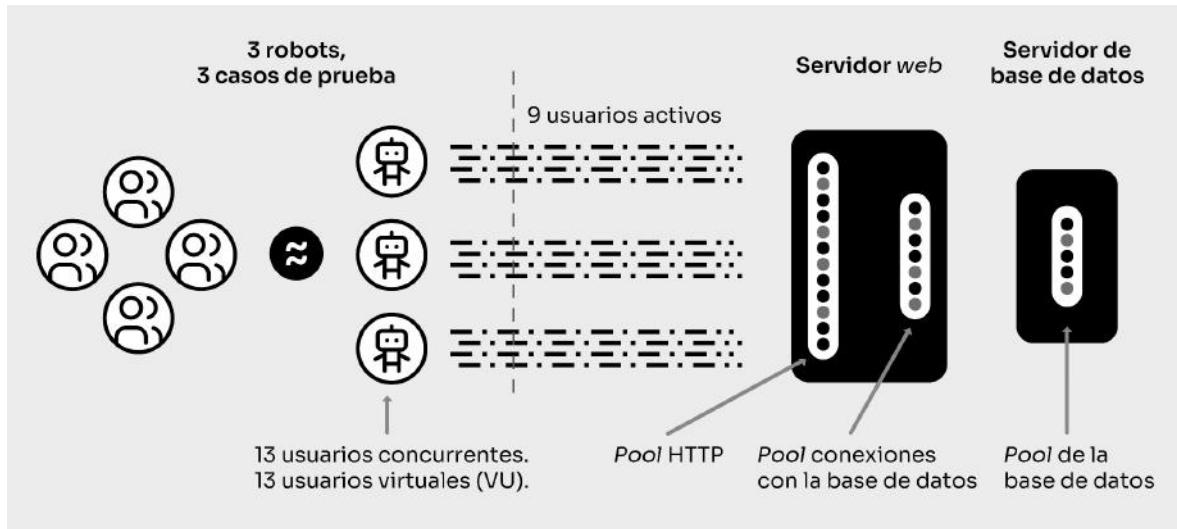 3 robots,
3 casos de prueba
9 usuarios activos
Servidor web
Servidor de
base de datos
≈
13 usuarios concurrentes.
13 usuarios virtuales (VU).
Pool HTTP
Pool conexiones
con la base de datos
Pool de la
base de datos